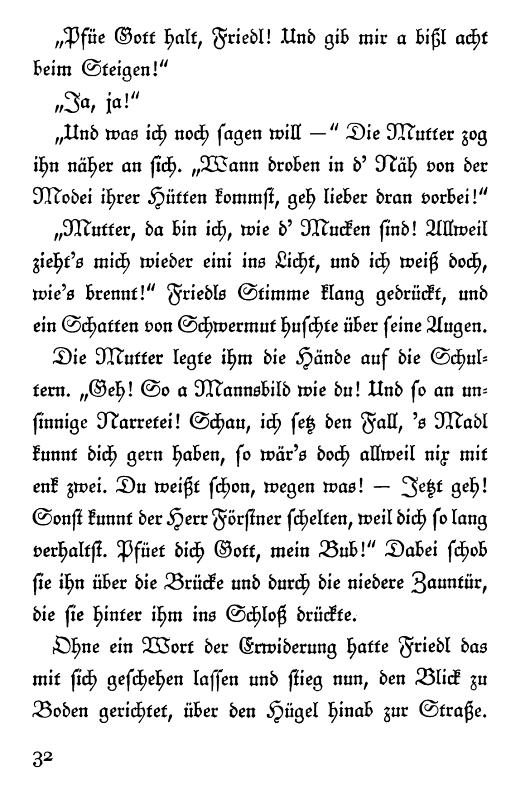 „Pfüe Gott halt, Friedl! Und gib mir a bißl acht
beim Steigen!“
„Ja, ja!“
„Und was ich noch sagen will —“ Die Mutter zog
ihn näher an sich. „Wann droben in d’ Näh von der
Modei ihrer Hütten kommst, geh lieber dran vorbei!“
„Mutter, da bin ich, wie d’ Mucken sind! Allweil
zieht’s mich wieder eini ins Licht, und ich weiß doch,
wie’s brennt!“ Friedls Stimme klang gedrückt, und
ein Schatten von Schwermut huschte über seine Augen.
Die Mutter legte ihm die Hände auf die Schul-
tern. „Geh! So a Mannsbild wie du! Und so an un-
sinnige Narretei! Schau, ich setz den Fall, ’s Madl
kunnt dich gern haben, so wär’s doch allweil nix mit
enk zwei. Du weißt schon, wegen was! — Jetzt geh!
Sonst kunnt der Herr Förstner schelten, weil dich so lang
verhaltst. Pfüet dich Gott, mein Bub!“ Dabei schob
sie ihn über die Brücke und durch die niedere Zauntür,
die sie hinter ihm ins Schloß drückte.
Ohne ein Wort der Erwiderung hatte Friedl das
mit sich geschehen lassen und stieg nun, den Blick zu
Boden gerichtet, über den Hügel hinab zur Straße.
32